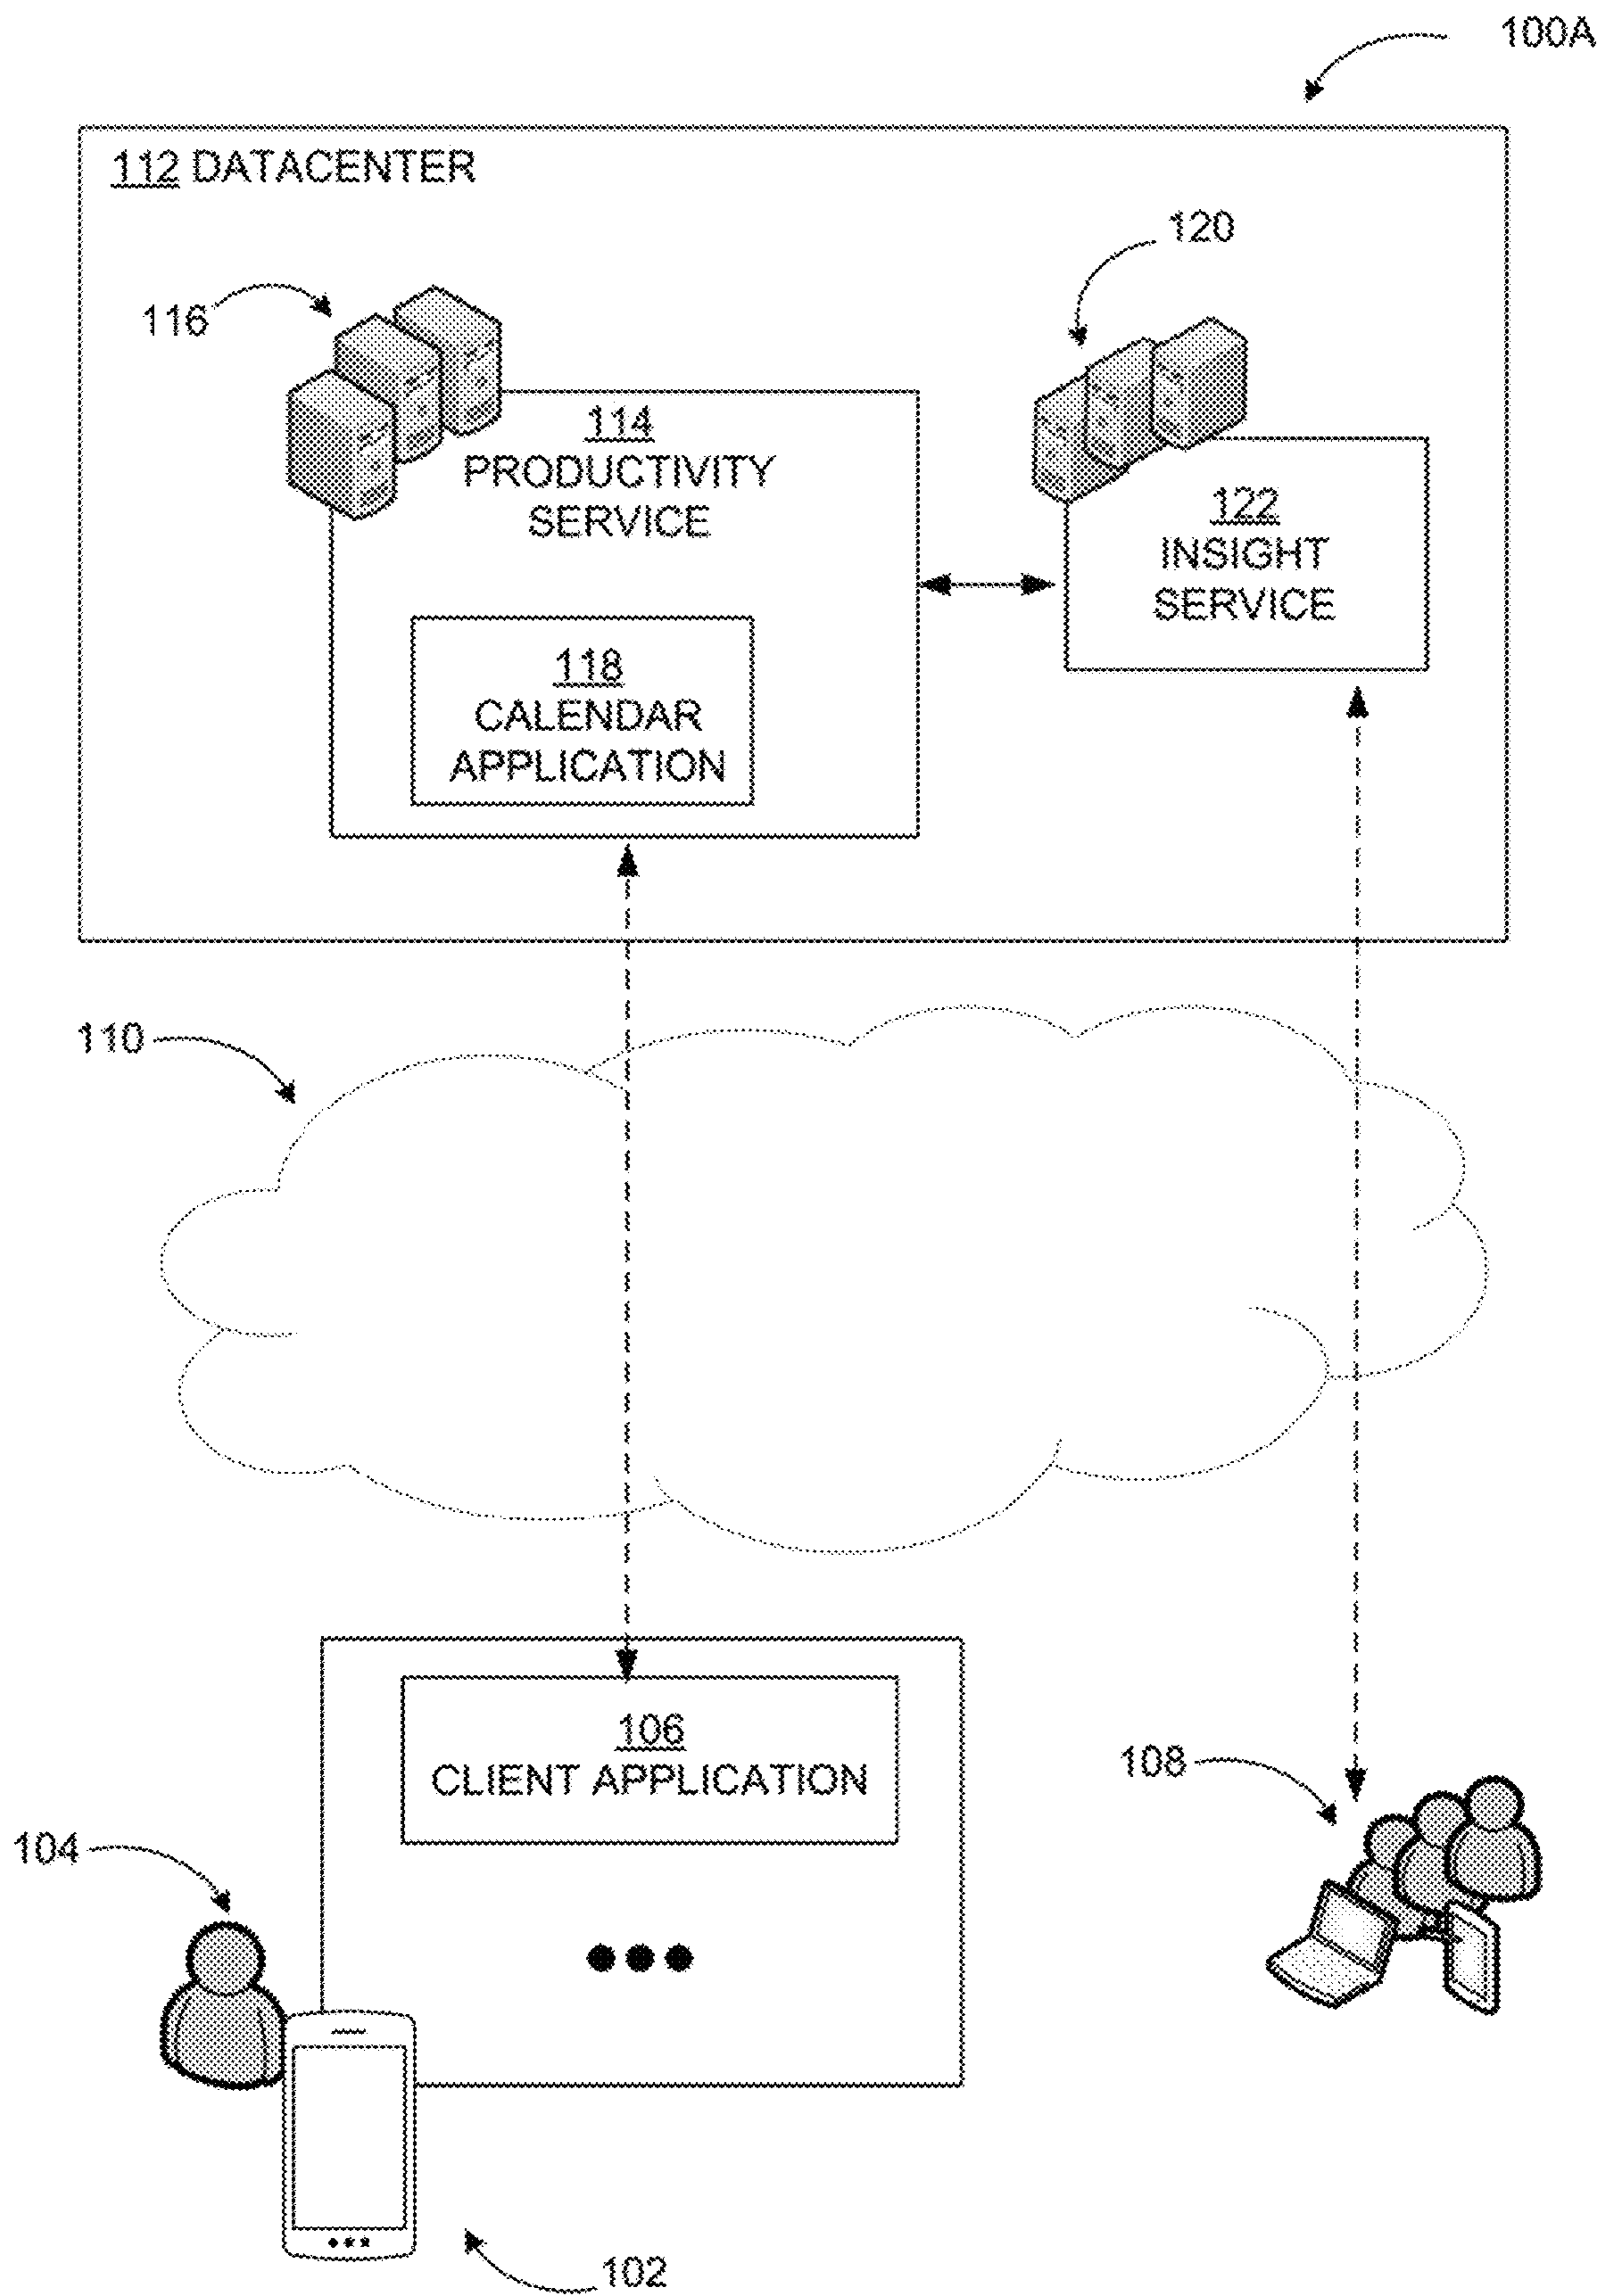 100A
112 DATACENTER
120
116
114
PRODUCTIVITY
SERVICE
122
INSIGHT
SERVICE
118
CALENDAR
APPLICATION
110
106
CLIENT APPLICATION
108
104
102